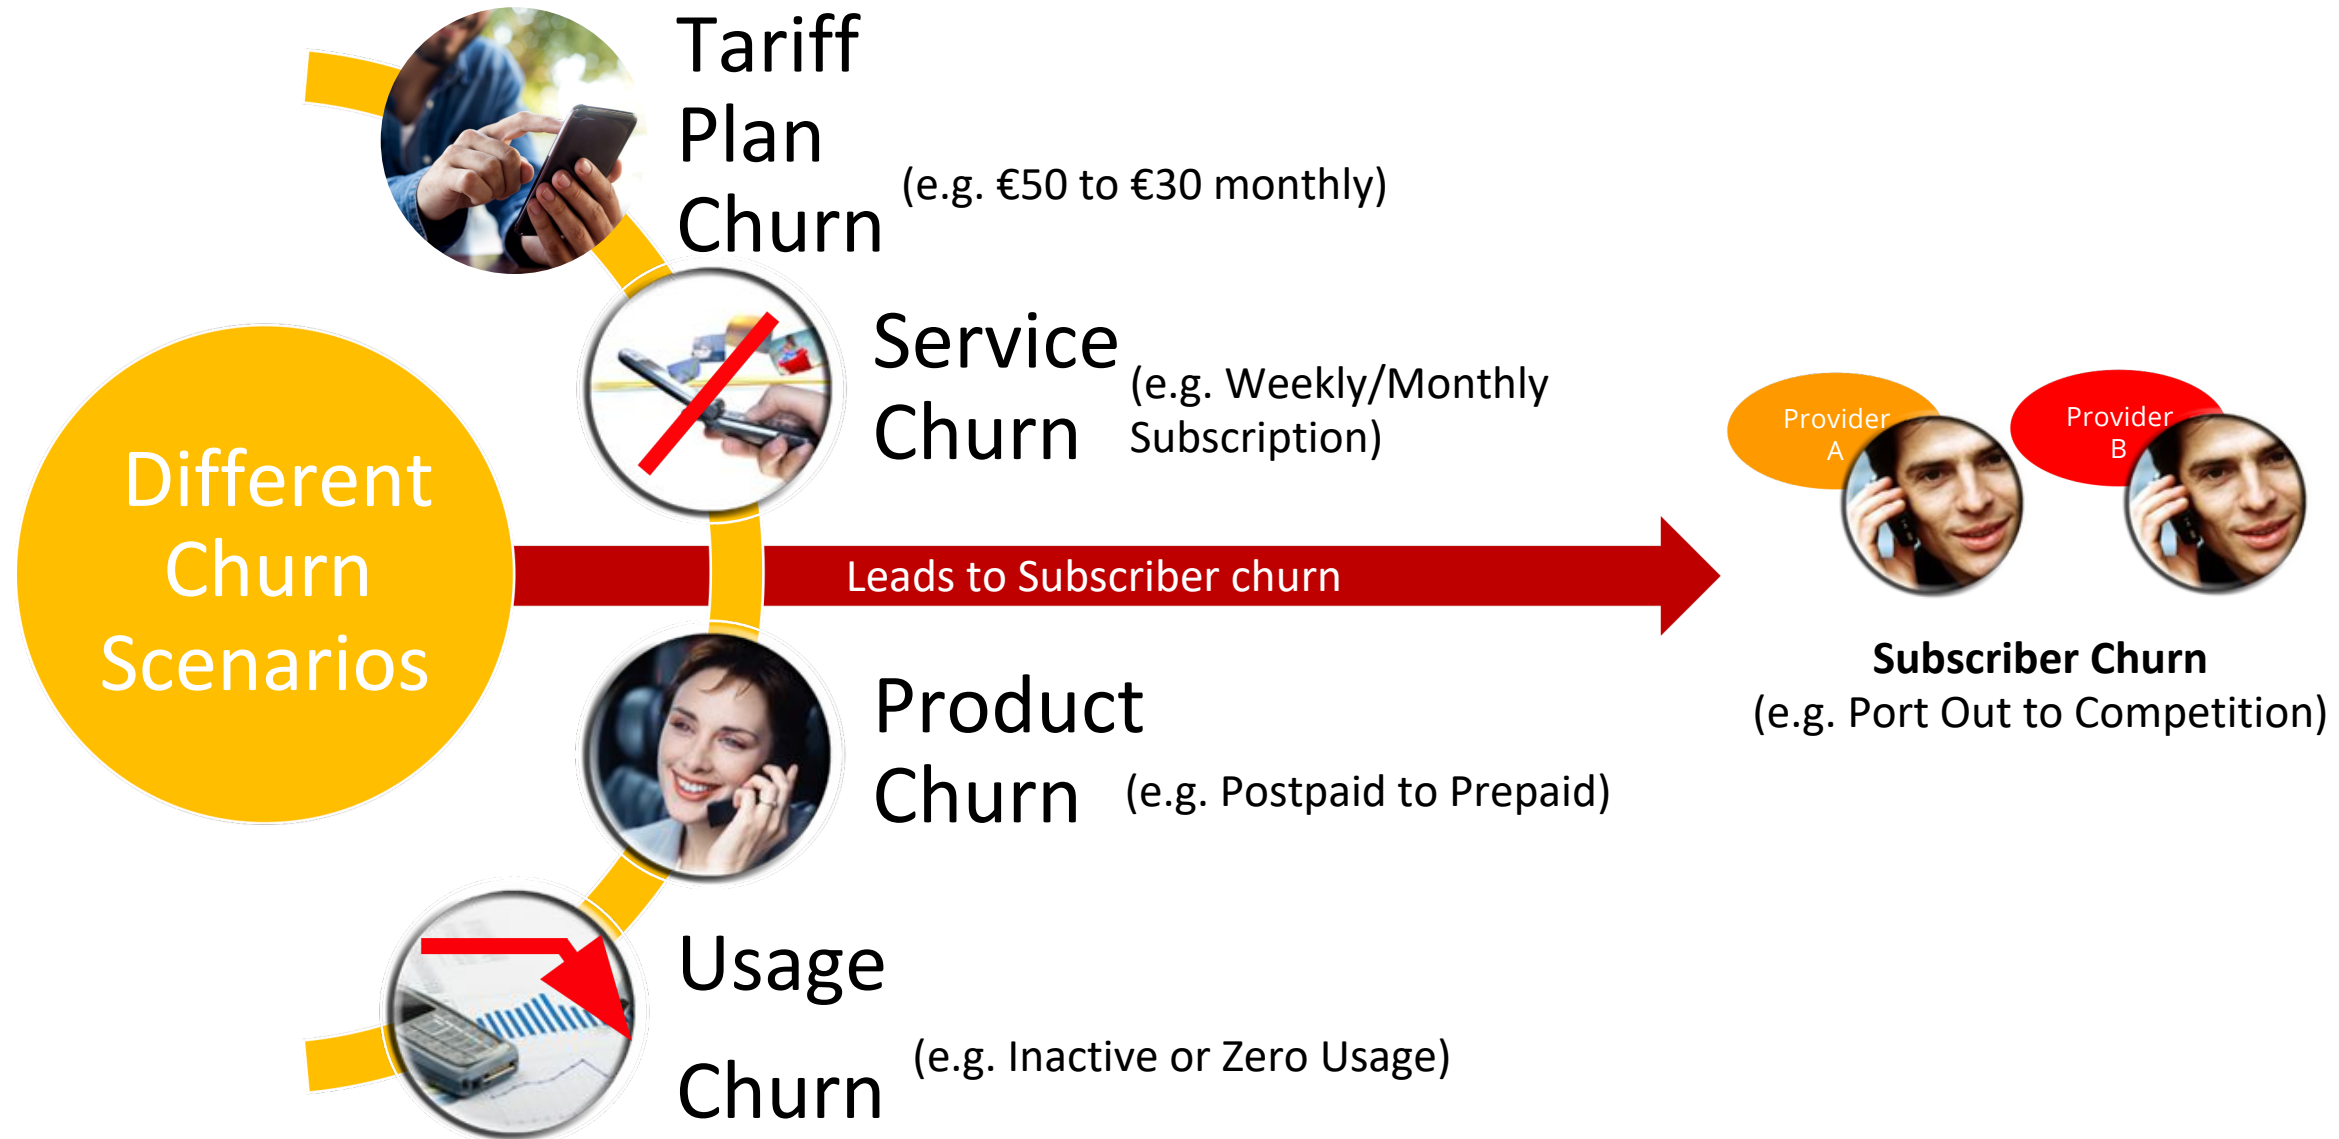 Tariff
Plan
Churn
(e.g. €50 to €30 monthly)
Service
Churn
(e.g. Weekly/Monthly
Subscription)
Different
Churn
Scenarios
Leads to Subscriber churn
Provider
A
Provider
B
Subscriber Churn
(e.g. Port Out to Competition)
Product
Churn
(e.g. Postpaid to Prepaid)
Usage
Churn
(e.g. Inactive or Zero Usage)